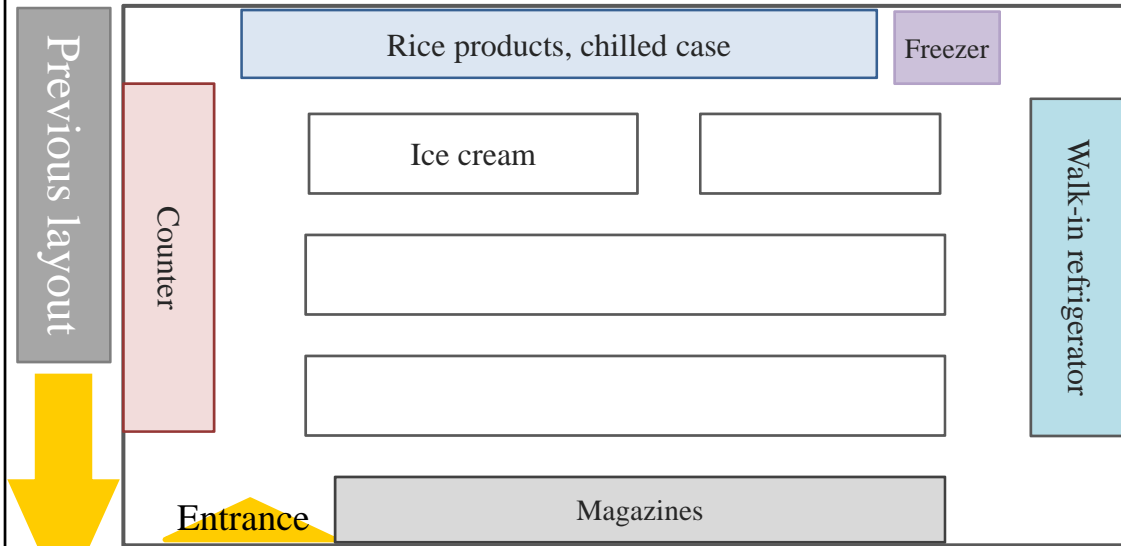 Previous layout
Rice products, chilled case
Freezer
Ice cream
Counter
Walk-in refrigerator
Entrance
Magazines